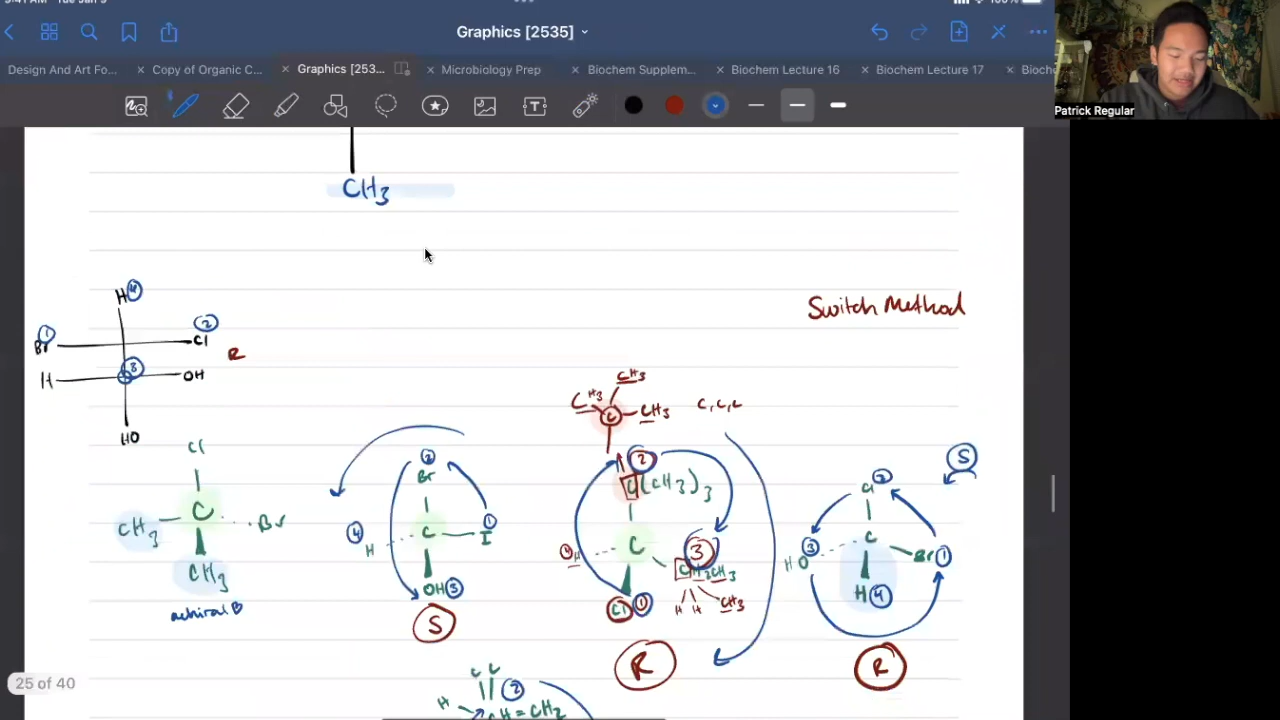 Graphics [2535]
Design And Art Fo...
Copy of Organic C...
Graphics [253...
Microbiology Prep
Biochem Supplem...
Biochem Lecture 16
Biochem Lecture 17
Patrick Regular
CH3
H 4
1 Br
2 Cl
3
R
H
OH
HO
Switch Method
Cl
CH3
C
Br
CH3
achiral
2
Br
4
H
C
1
I
OH 3
S
CH3
CH3
C
CH3
C, C, C
2
C(CH3)3
4 H
C
3
CH2CH3
Cl 1
H H CH3
R
S
Cl 2
3
HO
C
Br 1
H 4
R
25 of 40
C C
2
H
CH=CH2